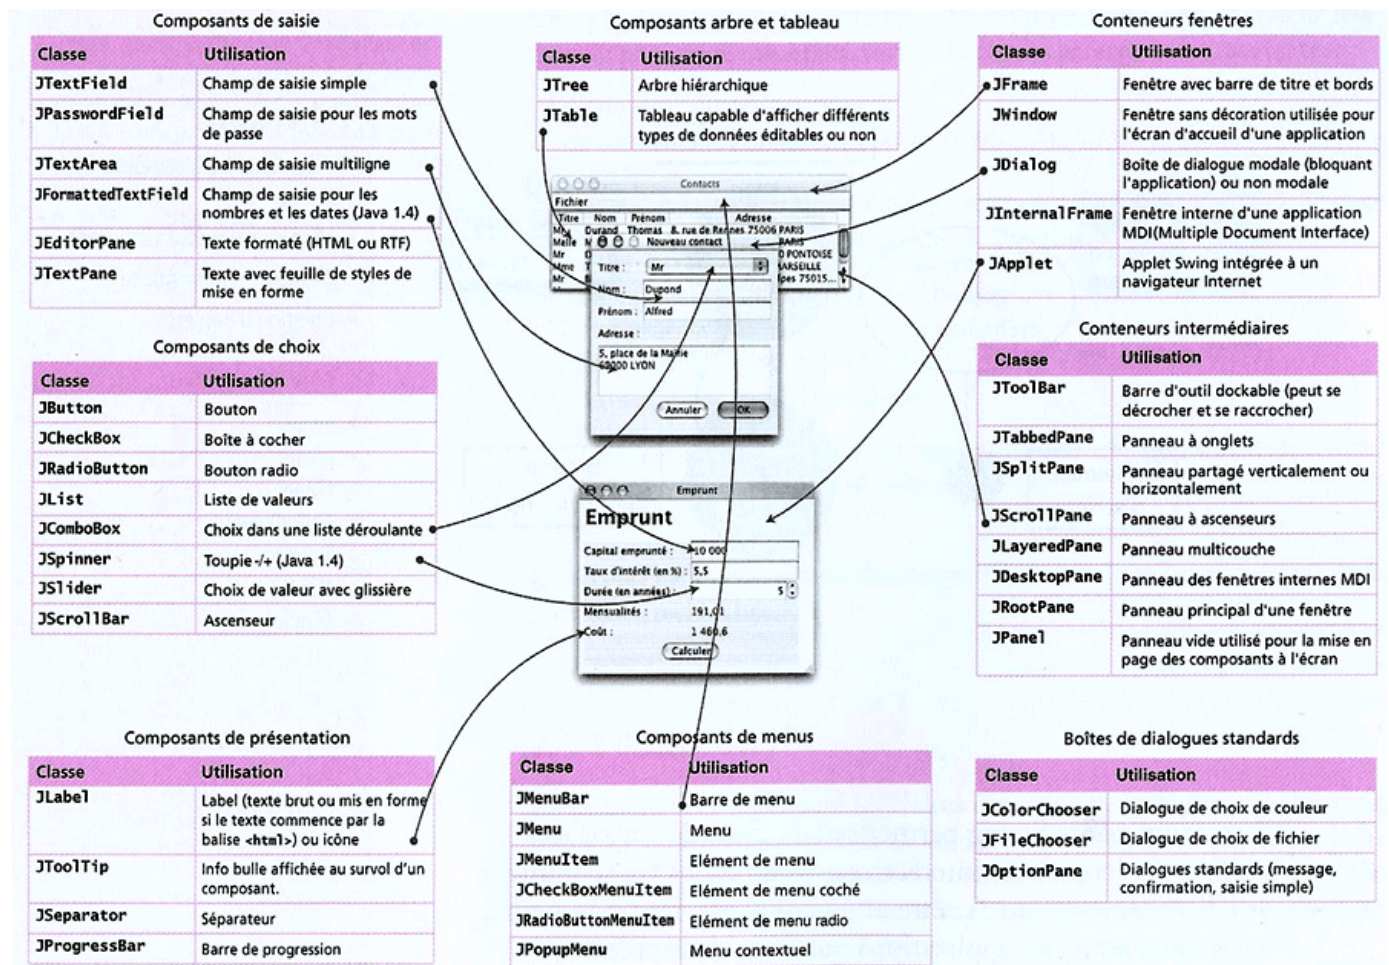 Composants de saisie
Classe Utilisation
JTextField Champ de saisie simple
JPasswordField Champ de saisie pour les mots
de passe
JTextArea Champ de saisie multiligne
JFormattedTextField Champ de saisie pour les
nombres et les dates (Java 1.4)
JEditorPane Texte formaté (HTML ou RTF)
JTextPane Texte avec feuille de styles de
mise en forme
Composants de choix
Classe Utilisation
JButton Bouton
JCheckBox Boîte à cocher
JRadioButton Bouton radio
JList Liste de valeurs
JComboBox Choix dans une liste déroulante
JSpinner Toupie -/+ (Java 1.4)
JSlider Choix de valeur avec glissière
JScrollBar Ascenseur
Composants de présentation
Classe Utilisation
JLabel Label (texte brut ou mis en forme
si le texte commence par la
balise <html>) ou icône
JToolTip Info bulle affichée au survol d'un
composant.
JSeparator Séparateur
JProgressBar Barre de progression
Composants arbre et tableau
Classe Utilisation
JTree Arbre hiérarchique
JTable Tableau capable d'afficher différents
types de données éditables ou non
Contacts
Fichier
Titre Nom Prénom Adresse
Durand Thomas 8, rue de Rennes 75006 PARIS
Melle PARIS
Mr PONTOISE
Mme MARSEILLE
Mr 75015...
Nouveau contact
Titre : Mr
Nom : Dupond
Prénom : Alfred
Adresse :
5, place de la Mairie
LYON
Annuler OK
Emprunt
Emprunt
Capital emprunté : 10 000
Taux d'intérêt (en %) : 5,5
Durée (en années) : 5
Mensualités : 191,01
Coût : 1 460,6
Calculer
Composants de menus
Classe Utilisation
JMenuBar Barre de menu
JMenu Menu
JMenuItem Elément de menu
JCheckBoxMenuItem Elément de menu coché
JRadioButtonMenuItem Elément de menu radio
JPopupMenu Menu contextuel
Conteneurs fenêtres
Classe Utilisation
JFrame Fenêtre avec barre de titre et bords
JWindow Fenêtre sans décoration utilisée pour
l'écran d'accueil d'une application
JDialog Boîte de dialogue modale (bloquant
l'application) ou non modale
JInternalFrame Fenêtre interne d'une application
MDI(Multiple Document Interface)
JApplet Applet Swing intégrée à un
navigateur Internet
Conteneurs intermédiaires
Classe Utilisation
JToolBar Barre d'outil dockable (peut se
décrocher et se raccrocher)
JTabbedPane Panneau à onglets
JSplitPane Panneau partagé verticalement ou
horizontalement
JScrollPane Panneau à ascenseurs
JLayeredPane Panneau multicouche
JDesktopPane Panneau des fenêtres internes MDI
JRootPane Panneau principal d'une fenêtre
JPanel Panneau vide utilisé pour la mise en
page des composants à l'écran
Boîtes de dialogues standards
Classe Utilisation
JColorChooser Dialogue de choix de couleur
JFileChooser Dialogue de choix de fichier
JOptionPane Dialogues standards (message,
confirmation, saisie simple)